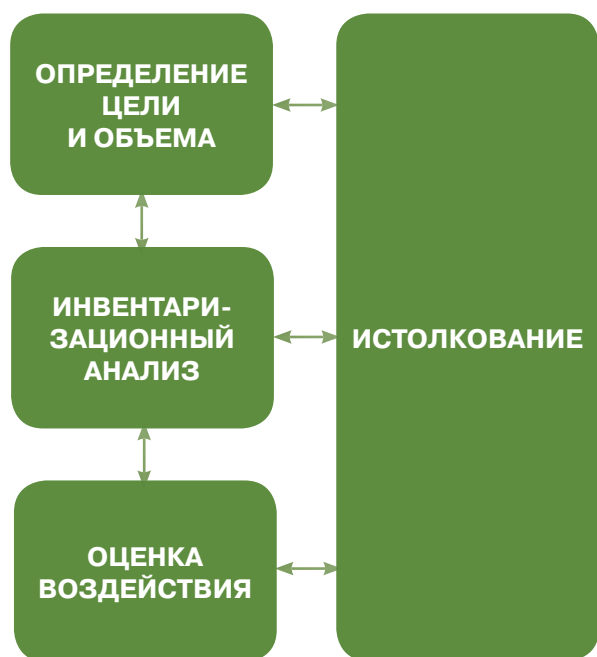 ОПРЕДЕЛЕНИЕ
ЦЕЛИ
И ОБЪЕМА
ИНВЕНТАРИ-
ЗАЦИОННЫЙ
АНАЛИЗ
ОЦЕНКА
ВОЗДЕЙСТВИЯ
ИСТОЛКОВАНИЕ